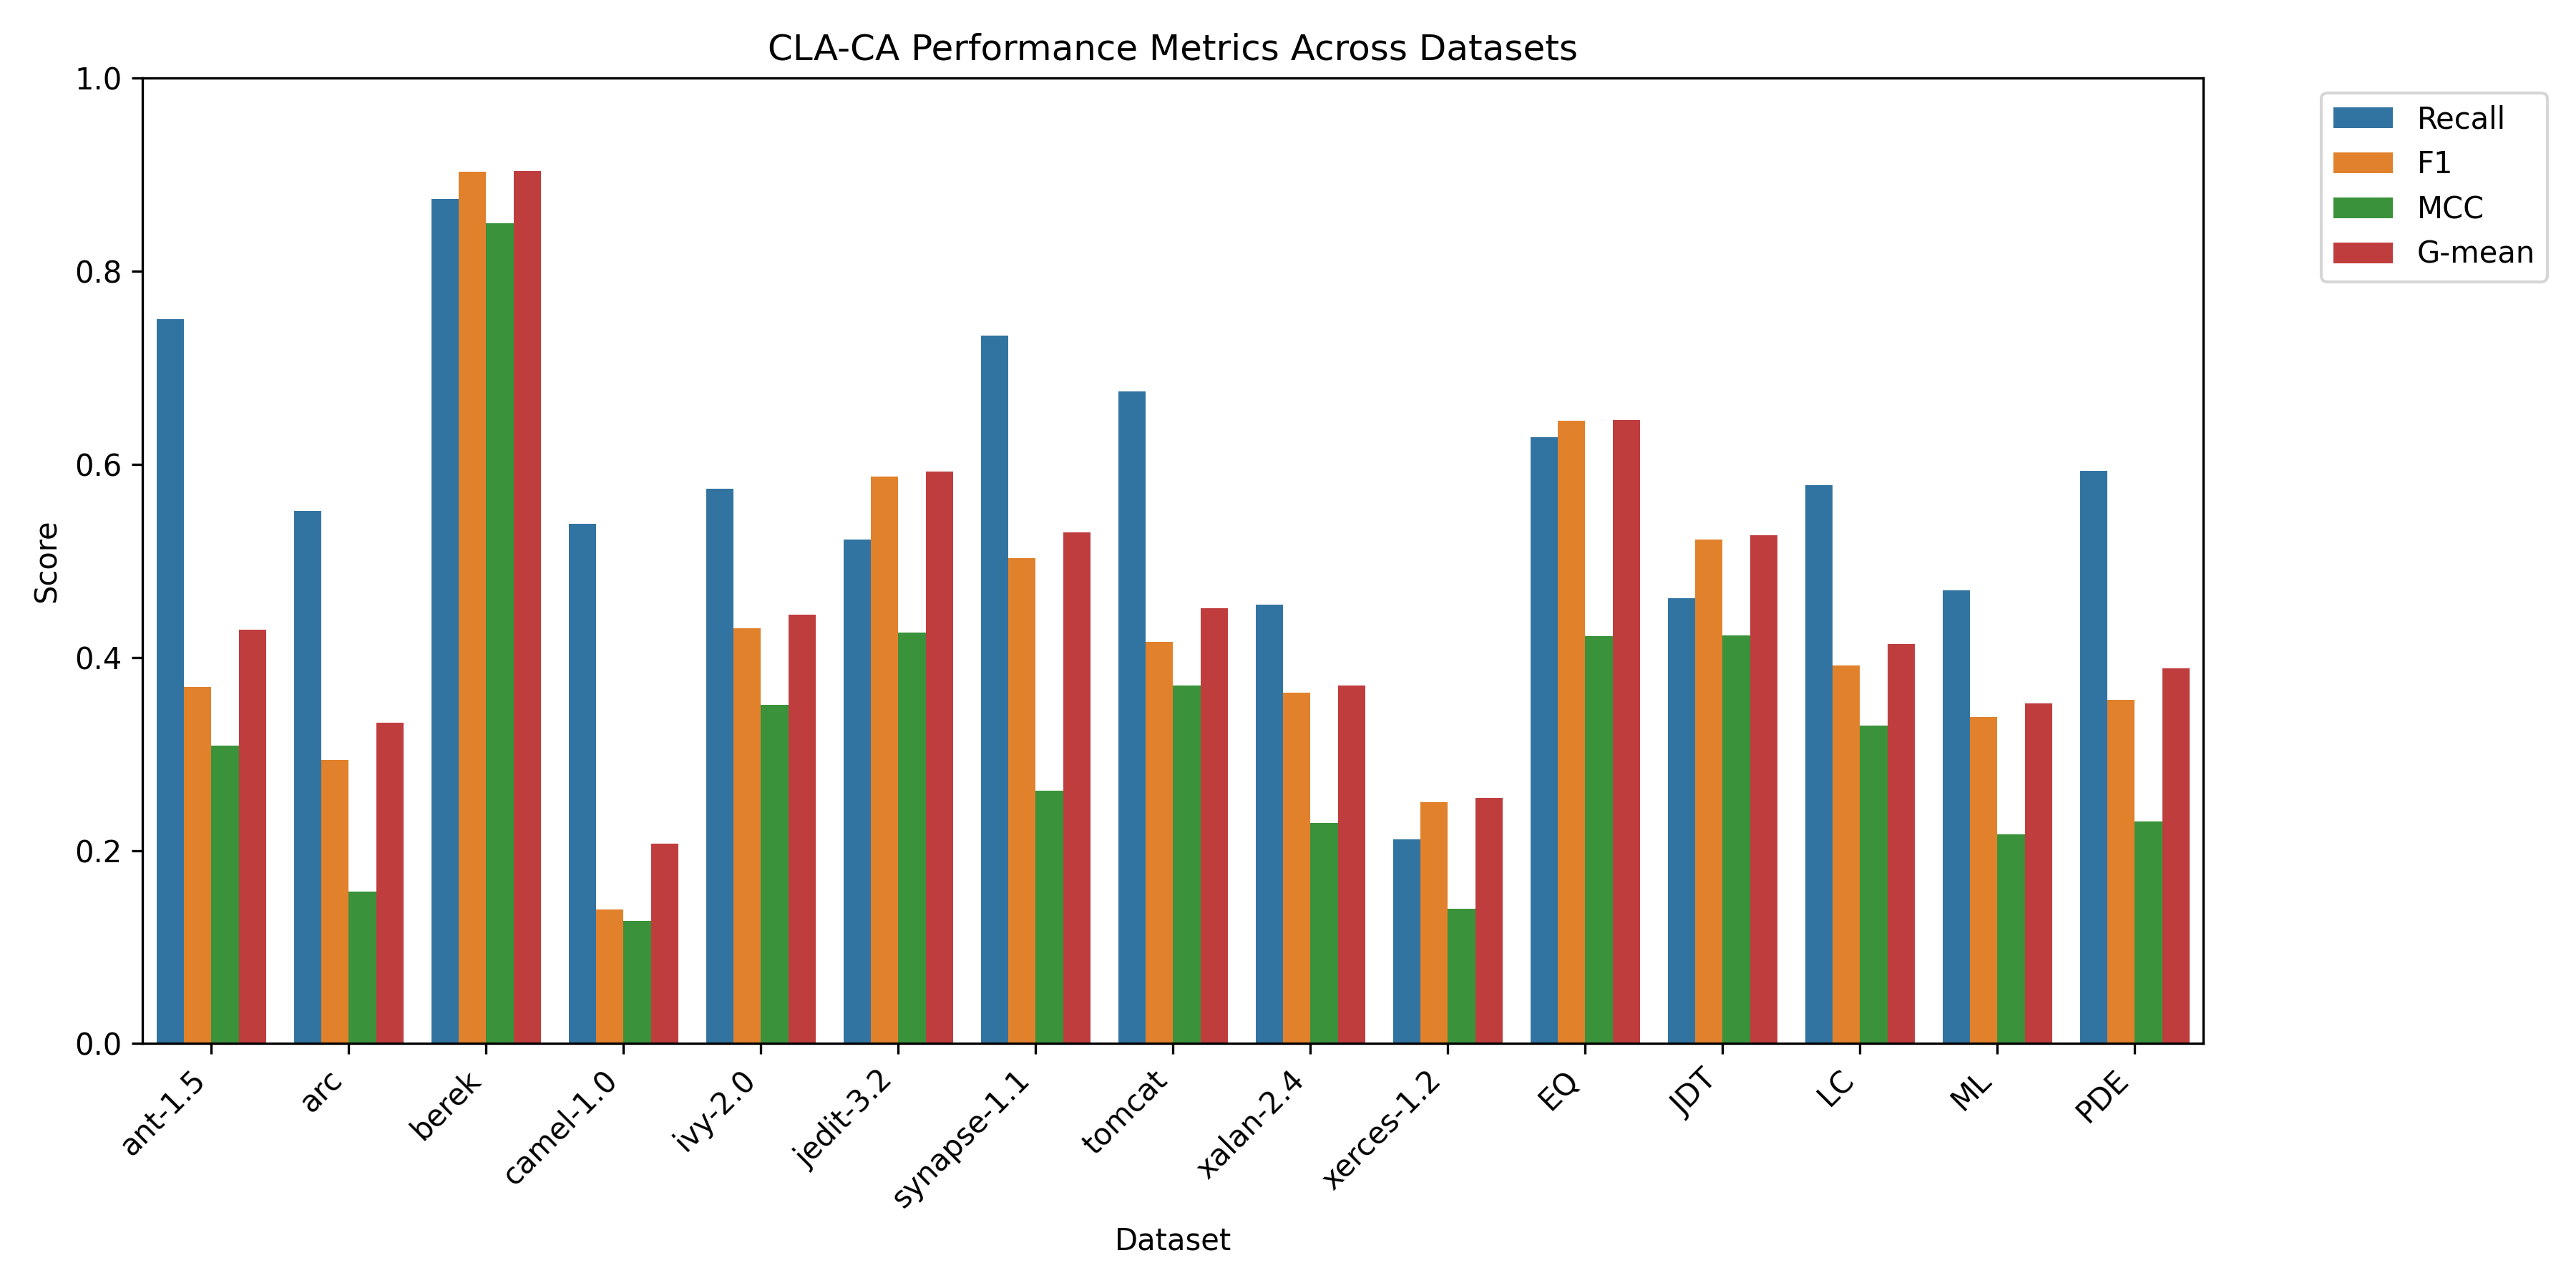 CLA-CA Performance Metrics Across Datasets
1.0
0.8
0.6
0.4
0.2
0.0
Score
Recall
F1
MCC
G-mean
ant-1.5
arc
berek
camel-1.0
ivy-2.0
jedit-3.2
synapse-1.1
tomcat
xalan-2.4
xerces-1.2
EQ
JDT
LC
ML
PDE
Dataset